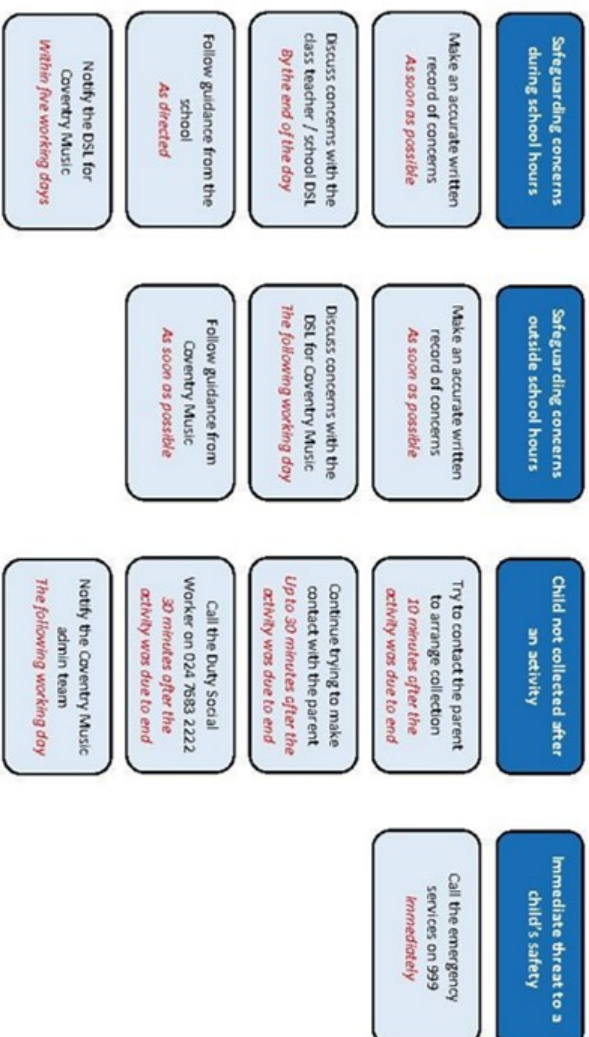 Safeguarding concerns
during school hours
Make an accurate written
record of concerns
As soon as possible
Discuss concerns with the
class teacher / school DSL
By the end of the day
Follow guidance from the
school
As directed
Notify the DSL for
Coventry Music
Within five working days
Safeguarding concerns
outside school hours
Make an accurate written
record of concerns
As soon as possible
Discuss concerns with the
DSL for Coventry Music
The following working day
Follow guidance from
Coventry Music
As soon as possible
Child not collected after
an activity
Try to contact the parent
to arrange collection
10 minutes after the
activity was due to end
Continue trying to make
contact with the parent
Up to 30 minutes after the
activity was due to end
Call the Duty Social
Worker on 024 7683 2222
30 minutes after the
activity was due to end
Notify the Coventry Music
admin team
The following working day
Immediate threat to a
child's safety
Call the emergency
services on 999
Immediately